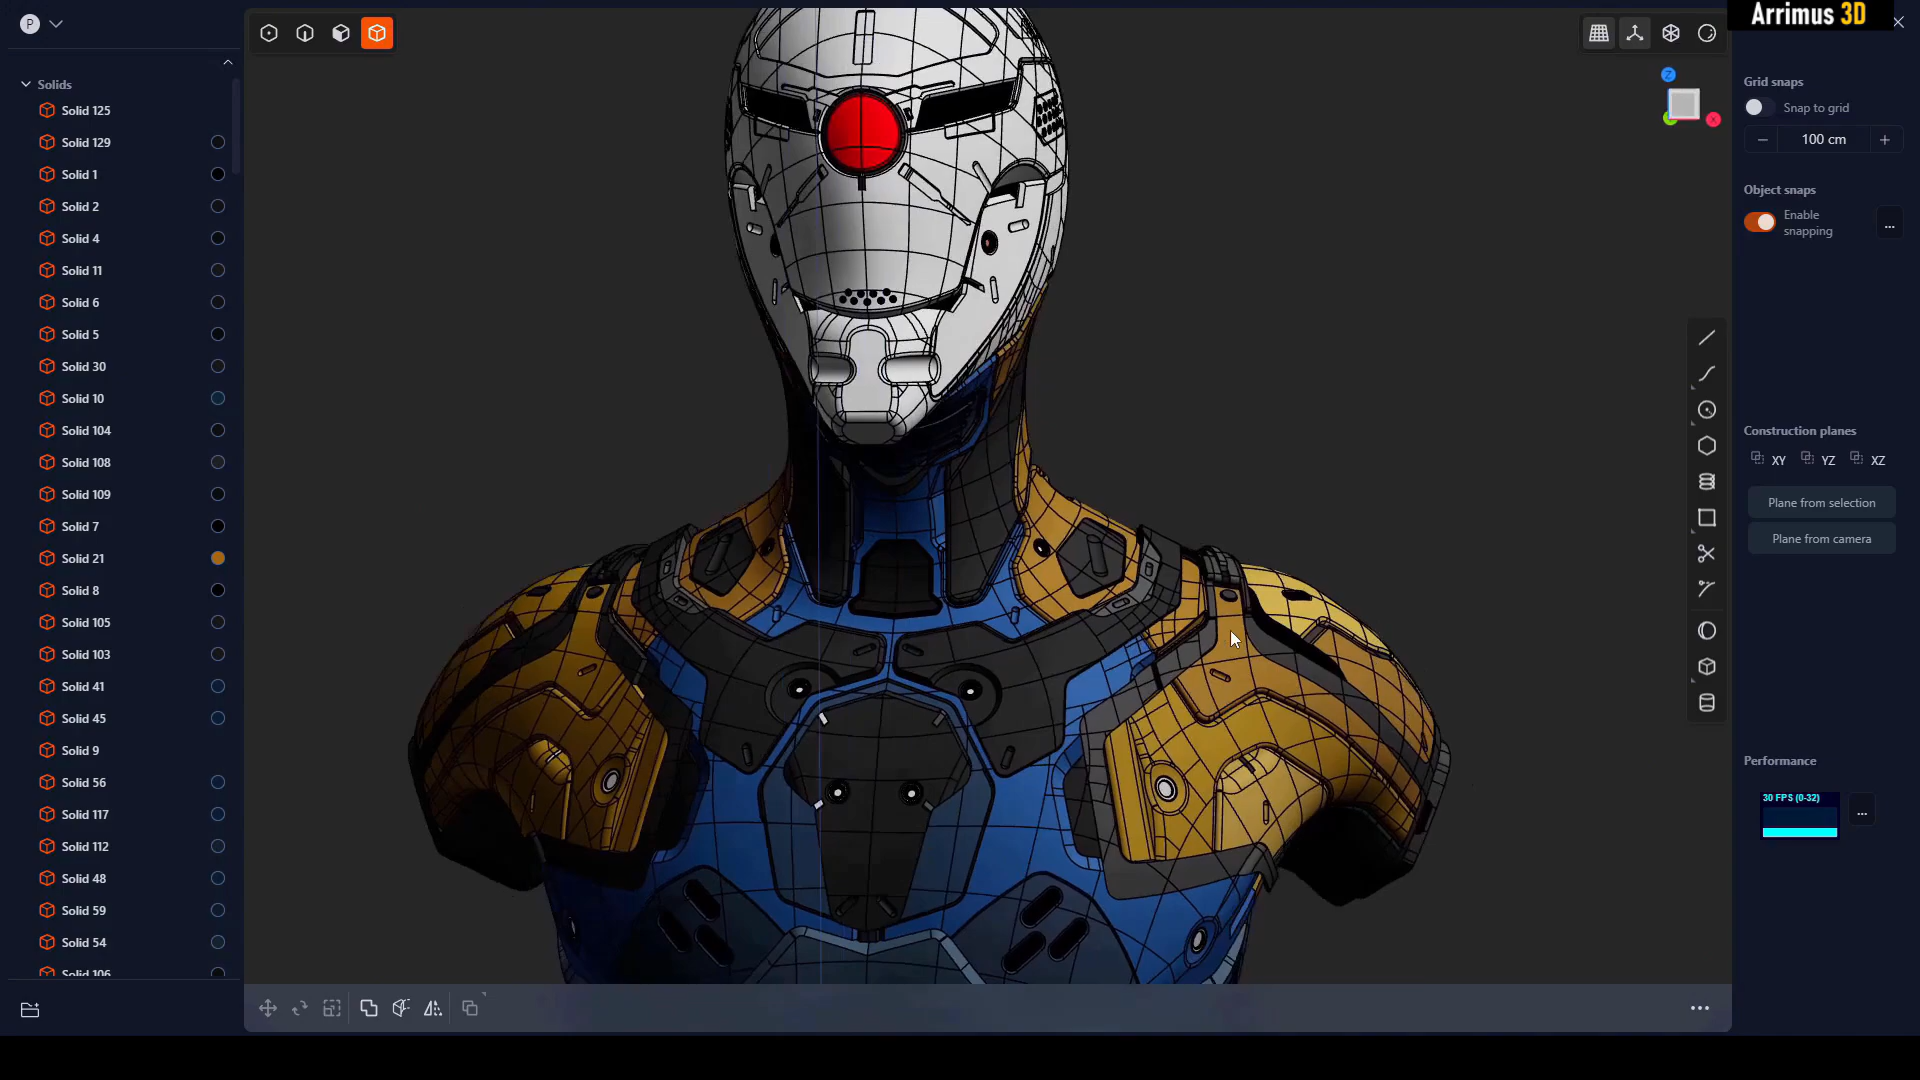 P
Arrimus 3D
Solids
Solid 125
Solid 129
Solid 1
Solid 2
Solid 4
Solid 11
Solid 6
Solid 5
Solid 30
Solid 10
Solid 104
Solid 108
Solid 109
Solid 7
Solid 21
Solid 8
Solid 105
Solid 103
Solid 41
Solid 45
Solid 9
Solid 56
Solid 117
Solid 112
Solid 48
Solid 59
Solid 54
Solid 106
Z
X
Grid snaps
Snap to grid
100 cm
Object snaps
Enable
snapping
...
Construction planes
XY YZ XZ
Plane from selection
Plane from camera
Performance
30 FPS (0-32)
...